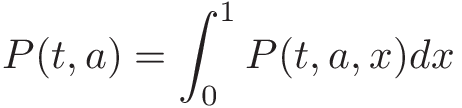 P(t, a) = ∫₀¹ P(t, a, x)dx